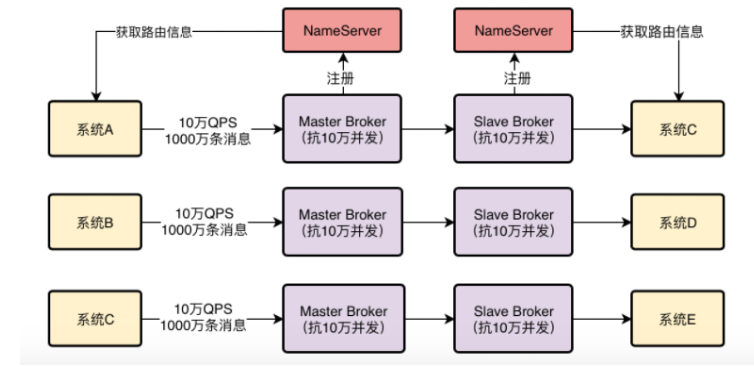 NameServer
NameServer
获取路由信息
获取路由信息
注册
注册
系统A
10万QPS
1000万条消息
Master Broker
(抗10万并发)
Slave Broker
(抗10万并发)
系统C
系统B
10万QPS
1000万条消息
Master Broker
(抗10万并发)
Slave Broker
(抗10万并发)
系统D
系统C
10万QPS
1000万条消息
Master Broker
(抗10万并发)
Slave Broker
(抗10万并发)
系统E